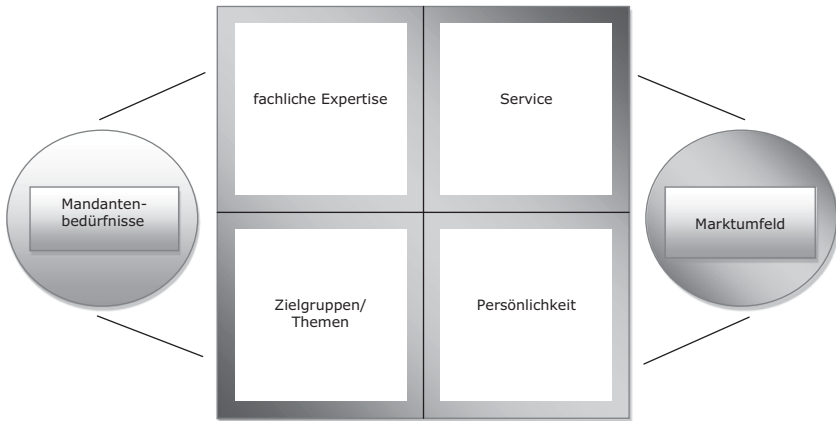 fachliche Expertise
Service
Mandanten-
bedürfnisse
Marktumfeld
Zielgruppen/
Themen
Persönlichkeit